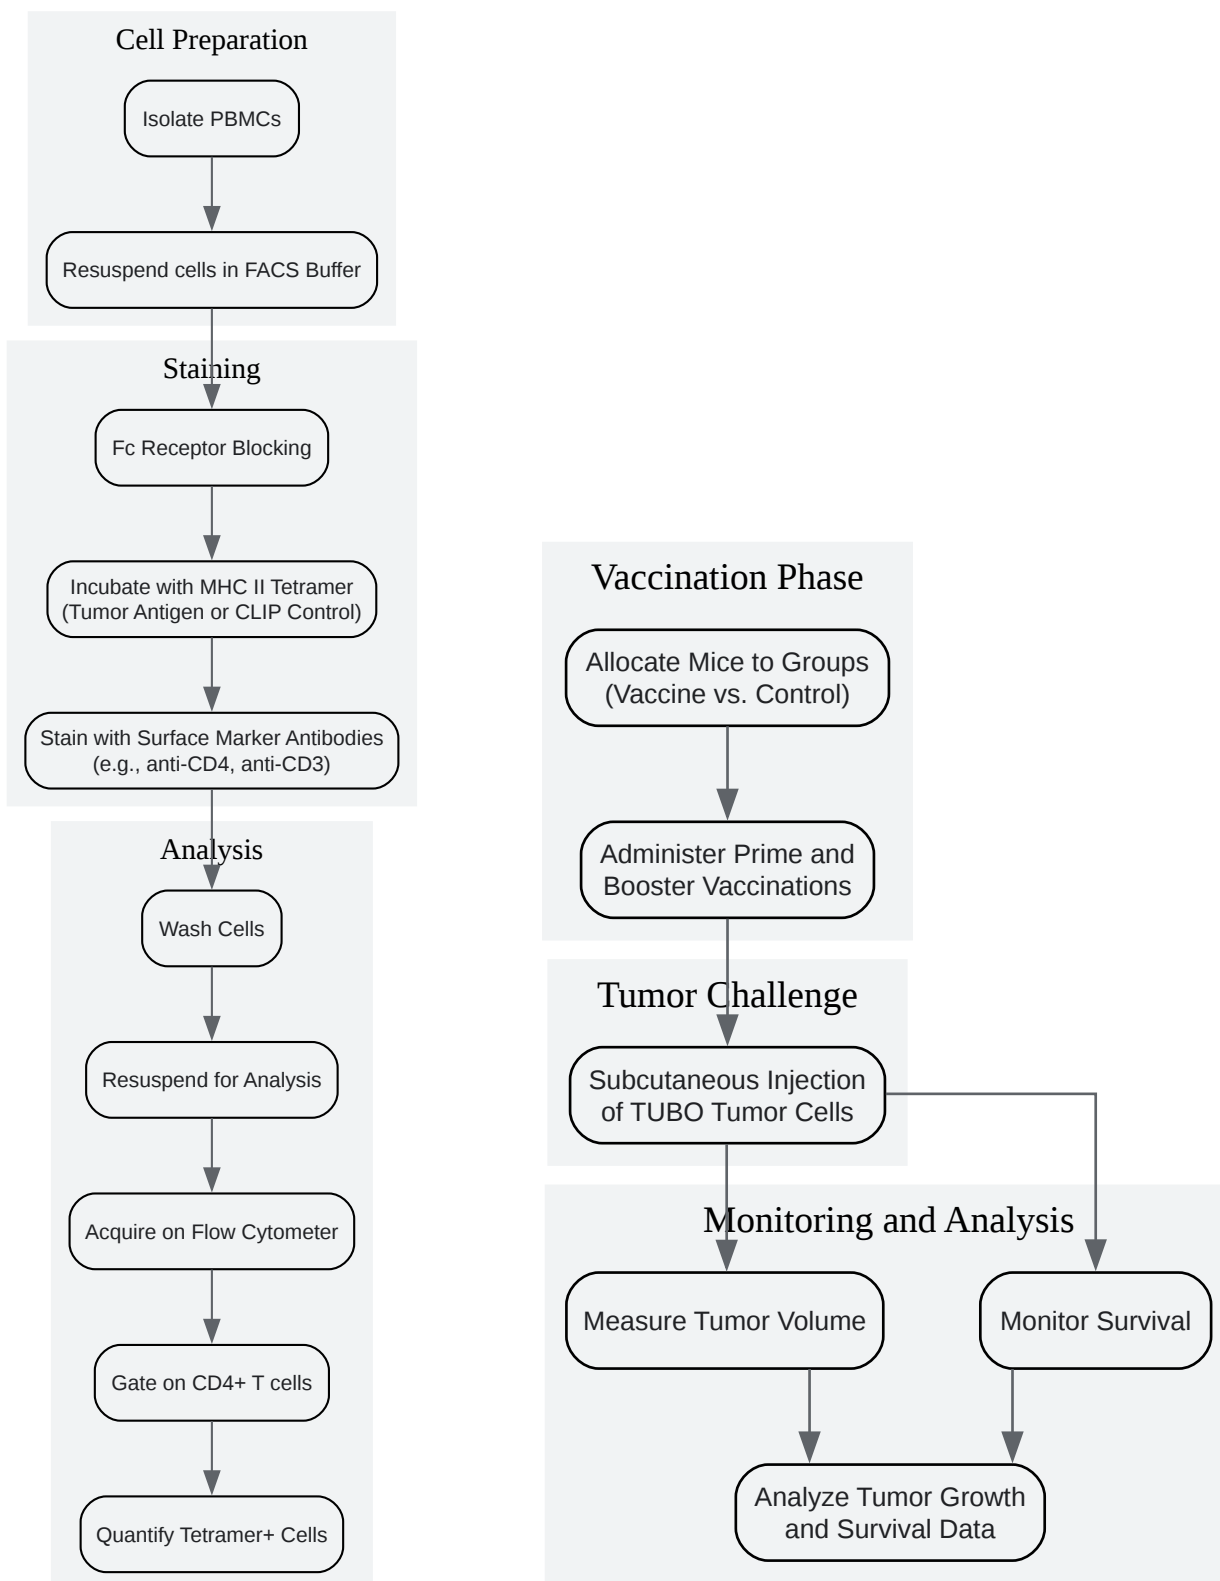 Cell Preparation
Isolate PBMCs
Resuspend cells in FACS Buffer
Staining
Fc Receptor Blocking
Incubate with MHC II Tetramer
(Tumor Antigen or CLIP Control)
Stain with Surface Marker Antibodies
(e.g., anti-CD4, anti-CD3)
Analysis
Wash Cells
Resuspend for Analysis
Acquire on Flow Cytometer
Gate on CD4+ T cells
Quantify Tetramer+ Cells
Vaccination Phase
Allocate Mice to Groups
(Vaccine vs. Control)
Administer Prime and
Booster Vaccinations
Tumor Challenge
Subcutaneous Injection
of TUBO Tumor Cells
Monitoring and Analysis
Measure Tumor Volume
Monitor Survival
Analyze Tumor Growth
and Survival Data